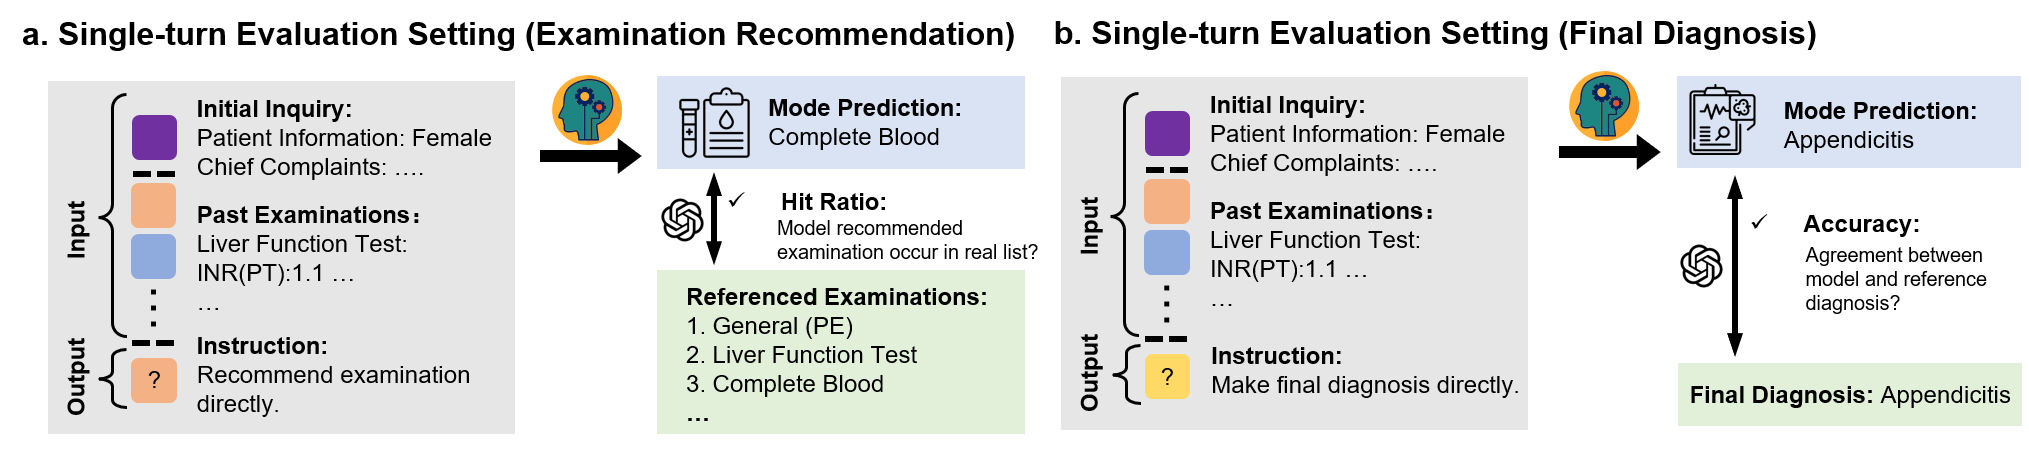 a. Single-turn Evaluation Setting (Examination Recommendation)
Input
Output
Initial Inquiry:
Patient Information: Female
Chief Complaints: ….
Past Examinations：
Liver Function Test:
INR(PT):1.1 …
…
?
Instruction:
Recommend examination
directly.
Mode Prediction:
Complete Blood
✓ Hit Ratio:
Model recommended
examination occur in real list?
Referenced Examinations:
1. General (PE)
2. Liver Function Test
3. Complete Blood
...
b. Single-turn Evaluation Setting (Final Diagnosis)
Input
Output
Initial Inquiry:
Patient Information: Female
Chief Complaints: ….
Past Examinations：
Liver Function Test:
INR(PT):1.1 …
…
?
Instruction:
Make final diagnosis directly.
Mode Prediction:
Appendicitis
✓ Accuracy:
Agreement between
model and reference
diagnosis?
Final Diagnosis: Appendicitis